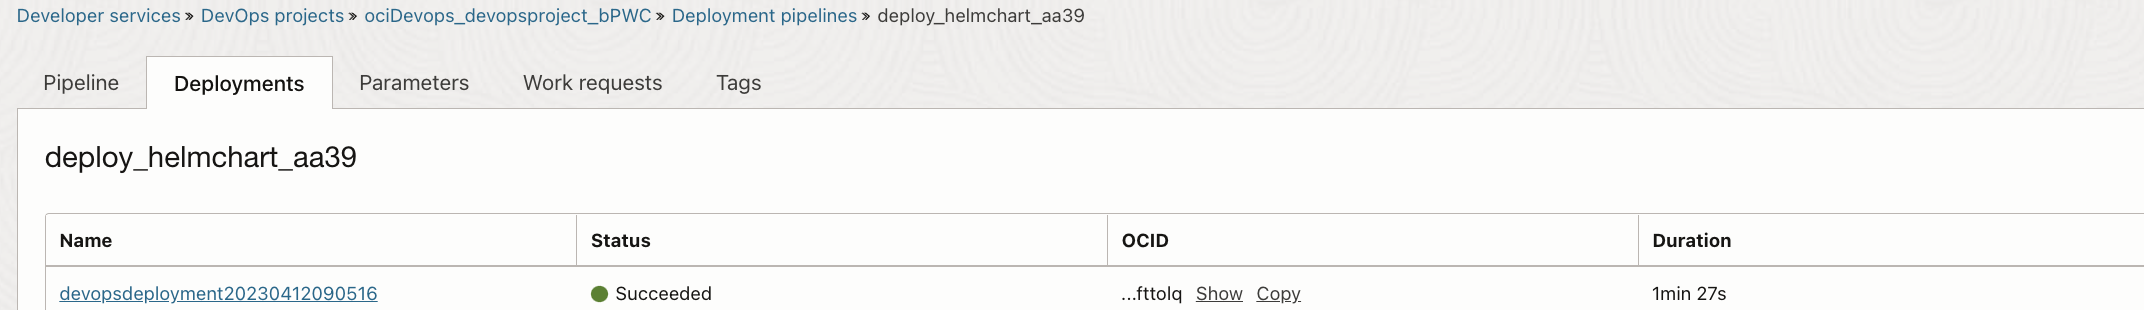 Developer services » DevOps projects » ociDevops_devopsproject_bPWC » Deployment pipelines » deploy_helmchart_aa39
Pipeline Deployments Parameters Work requests Tags
deploy_helmchart_aa39
Name Status OCID Duration
devopsdeployment20230412090516 Succeeded ...fttolq Show Copy 1min 27s